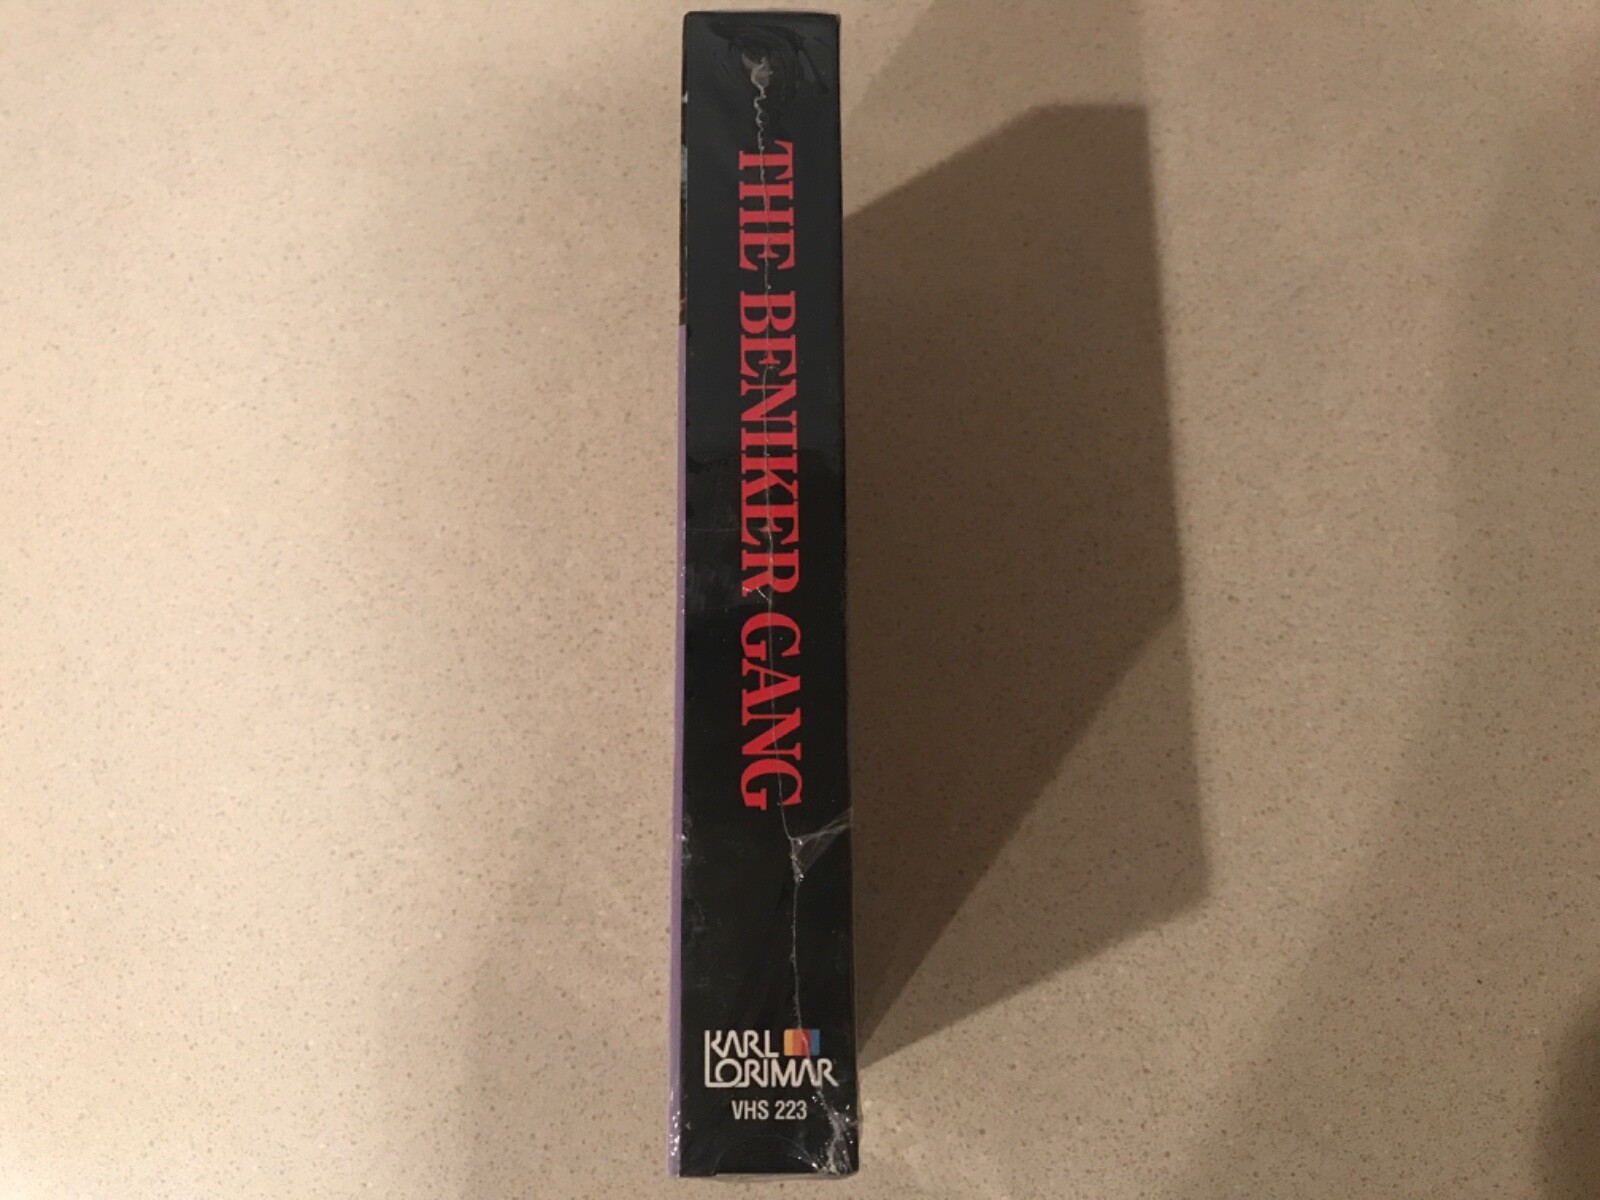 THE BENIKER GANG
KARL
LORIMAR
VHS 223